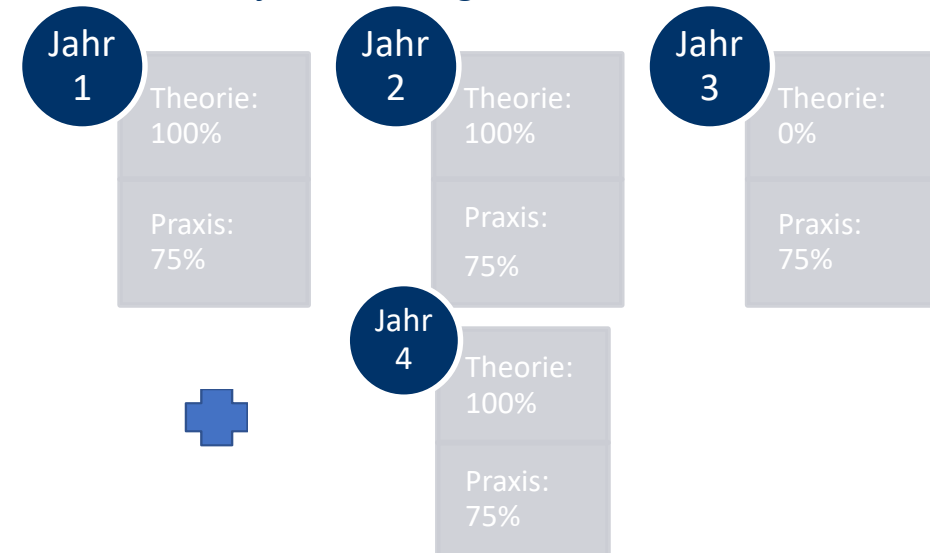 Jahr
1
Theorie:
100%
Praxis:
75%
Jahr
2
Theorie:
100%
Praxis:
75%
Jahr
3
Theorie:
0%
Praxis:
75%
Jahr
4
Theorie:
100%
Praxis:
75%